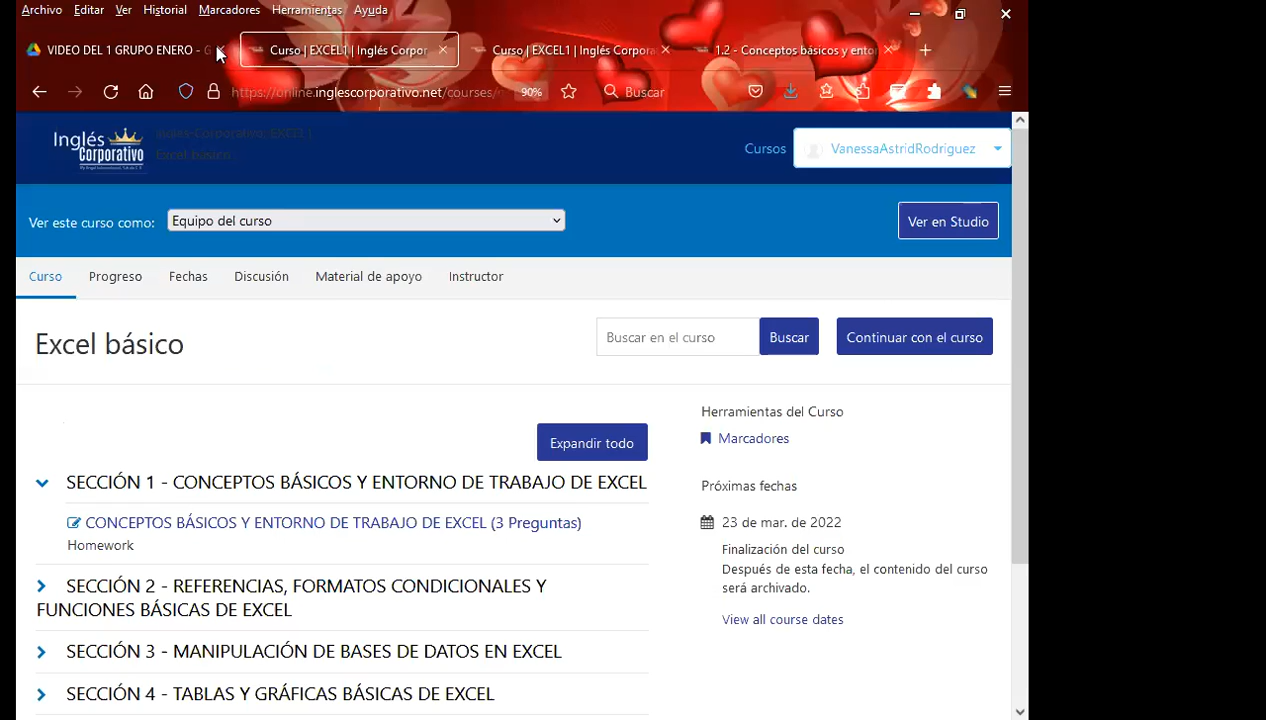 Archivo Editar Ver Historial Marcadores Herramientas Ayuda
VIDEO DEL 1 GRUPO ENERO - G
Curso | EXCEL1 | Inglés Corpor
Curso | EXCEL1 | Inglés Corpora
1.2 - Conceptos básicos y ento
https://online.inglescorporativo.net/courses/ 90% Buscar
Inglés
Corporativo
Ingles-Corporativo: EXCEL1
Excel básico
Cursos VanessaAstridRodriguez
Ver este curso como: Equipo del curso Ver en Studio
Curso Progreso Fechas Discusión Material de apoyo Instructor
Excel básico
Buscar en el curso Buscar Continuar con el curso
Expandir todo
SECCIÓN 1 - CONCEPTOS BÁSICOS Y ENTORNO DE TRABAJO DE EXCEL
CONCEPTOS BÁSICOS Y ENTORNO DE TRABAJO DE EXCEL (3 Preguntas)
Homework
SECCIÓN 2 - REFERENCIAS, FORMATOS CONDICIONALES Y
FUNCIONES BÁSICAS DE EXCEL
SECCIÓN 3 - MANIPULACIÓN DE BASES DE DATOS EN EXCEL
SECCIÓN 4 - TABLAS Y GRÁFICAS BÁSICAS DE EXCEL
Herramientas del Curso
Marcadores
Próximas fechas
23 de mar. de 2022
Finalización del curso
Después de esta fecha, el contenido del curso
será archivado.
View all course dates